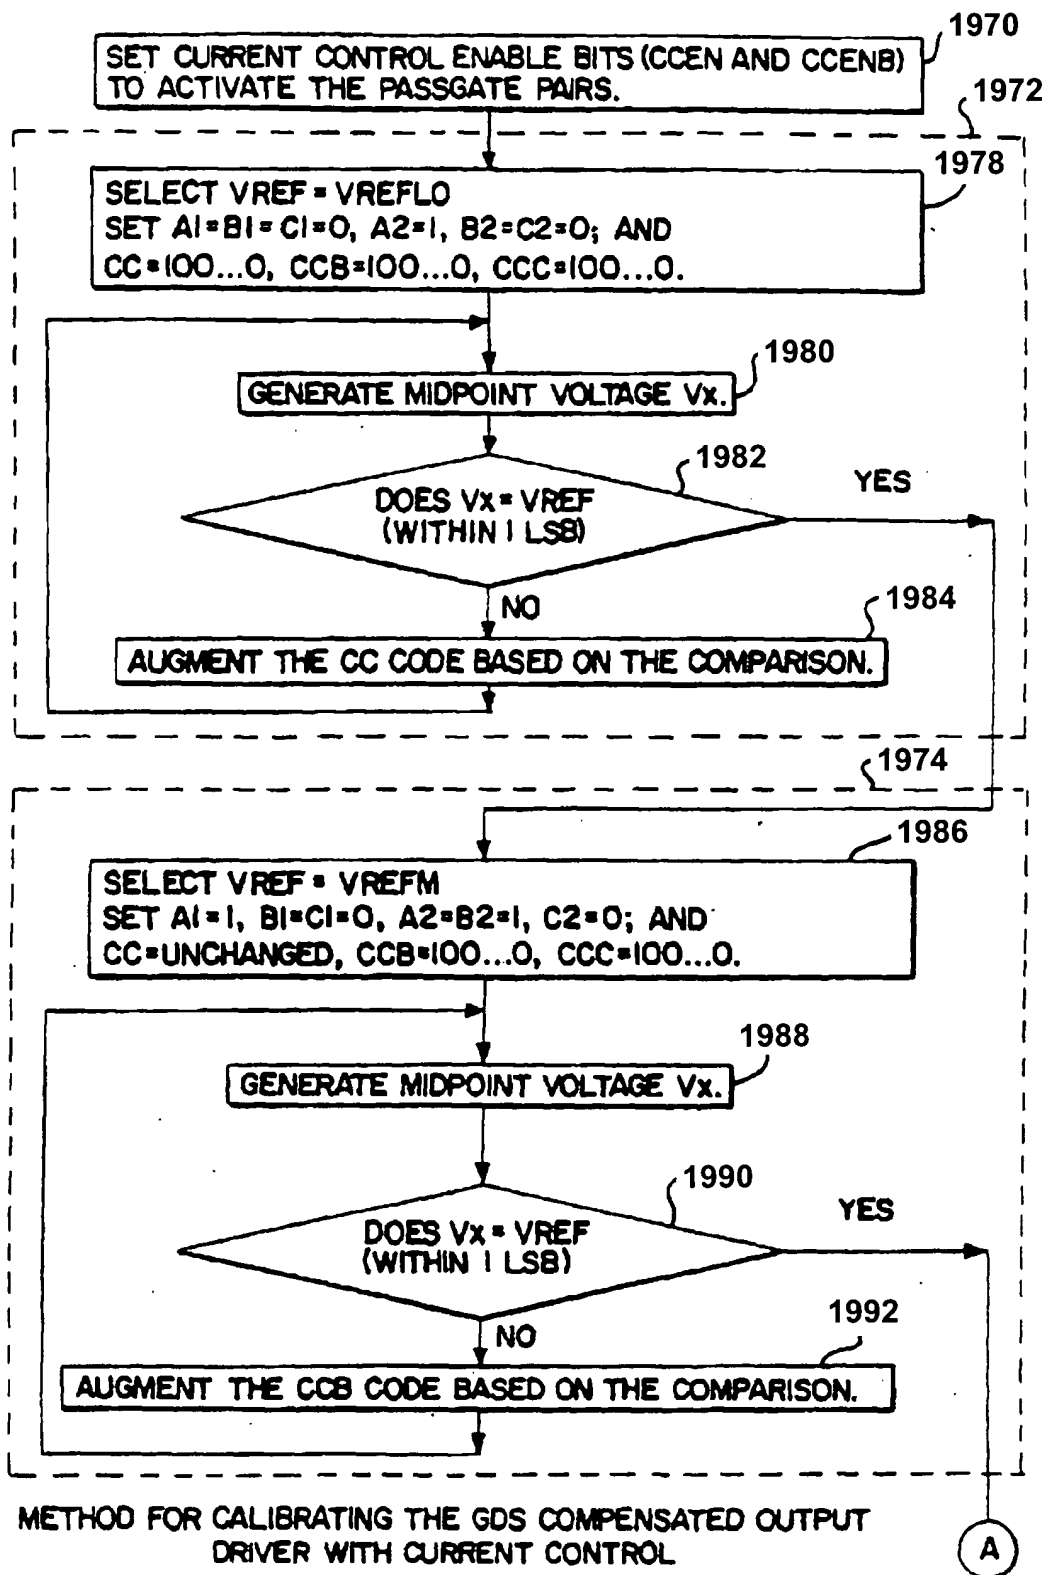 1970
SET CURRENT CONTROL ENABLE BITS (CCEN AND CCENB)
TO ACTIVATE THE PASSGATE PAIRS.
1972
1978
SELECT VREF = VREFLO
SET A1=B1=C1=0, A2=1, B2=C2=0; AND
CC=100...0, CCB=100...0, CCC=100...0.
1980
GENERATE MIDPOINT VOLTAGE Vx.
1982
YES
DOES Vx = VREF
(WITHIN 1 LSB)
NO
1984
AUGMENT THE CC CODE BASED ON THE COMPARISON.
1974
1986
SELECT VREF = VREFM
SET A1=1, B1=C1=0, A2=B2=1, C2=0; AND
CC=UNCHANGED, CCB=100...0, CCC=100...0.
1988
GENERATE MIDPOINT VOLTAGE Vx.
1990
YES
DOES Vx = VREF
(WITHIN 1 LSB)
NO
1992
AUGMENT THE CCB CODE BASED ON THE COMPARISON.
METHOD FOR CALIBRATING THE GDS COMPENSATED OUTPUT
DRIVER WITH CURRENT CONTROL
A